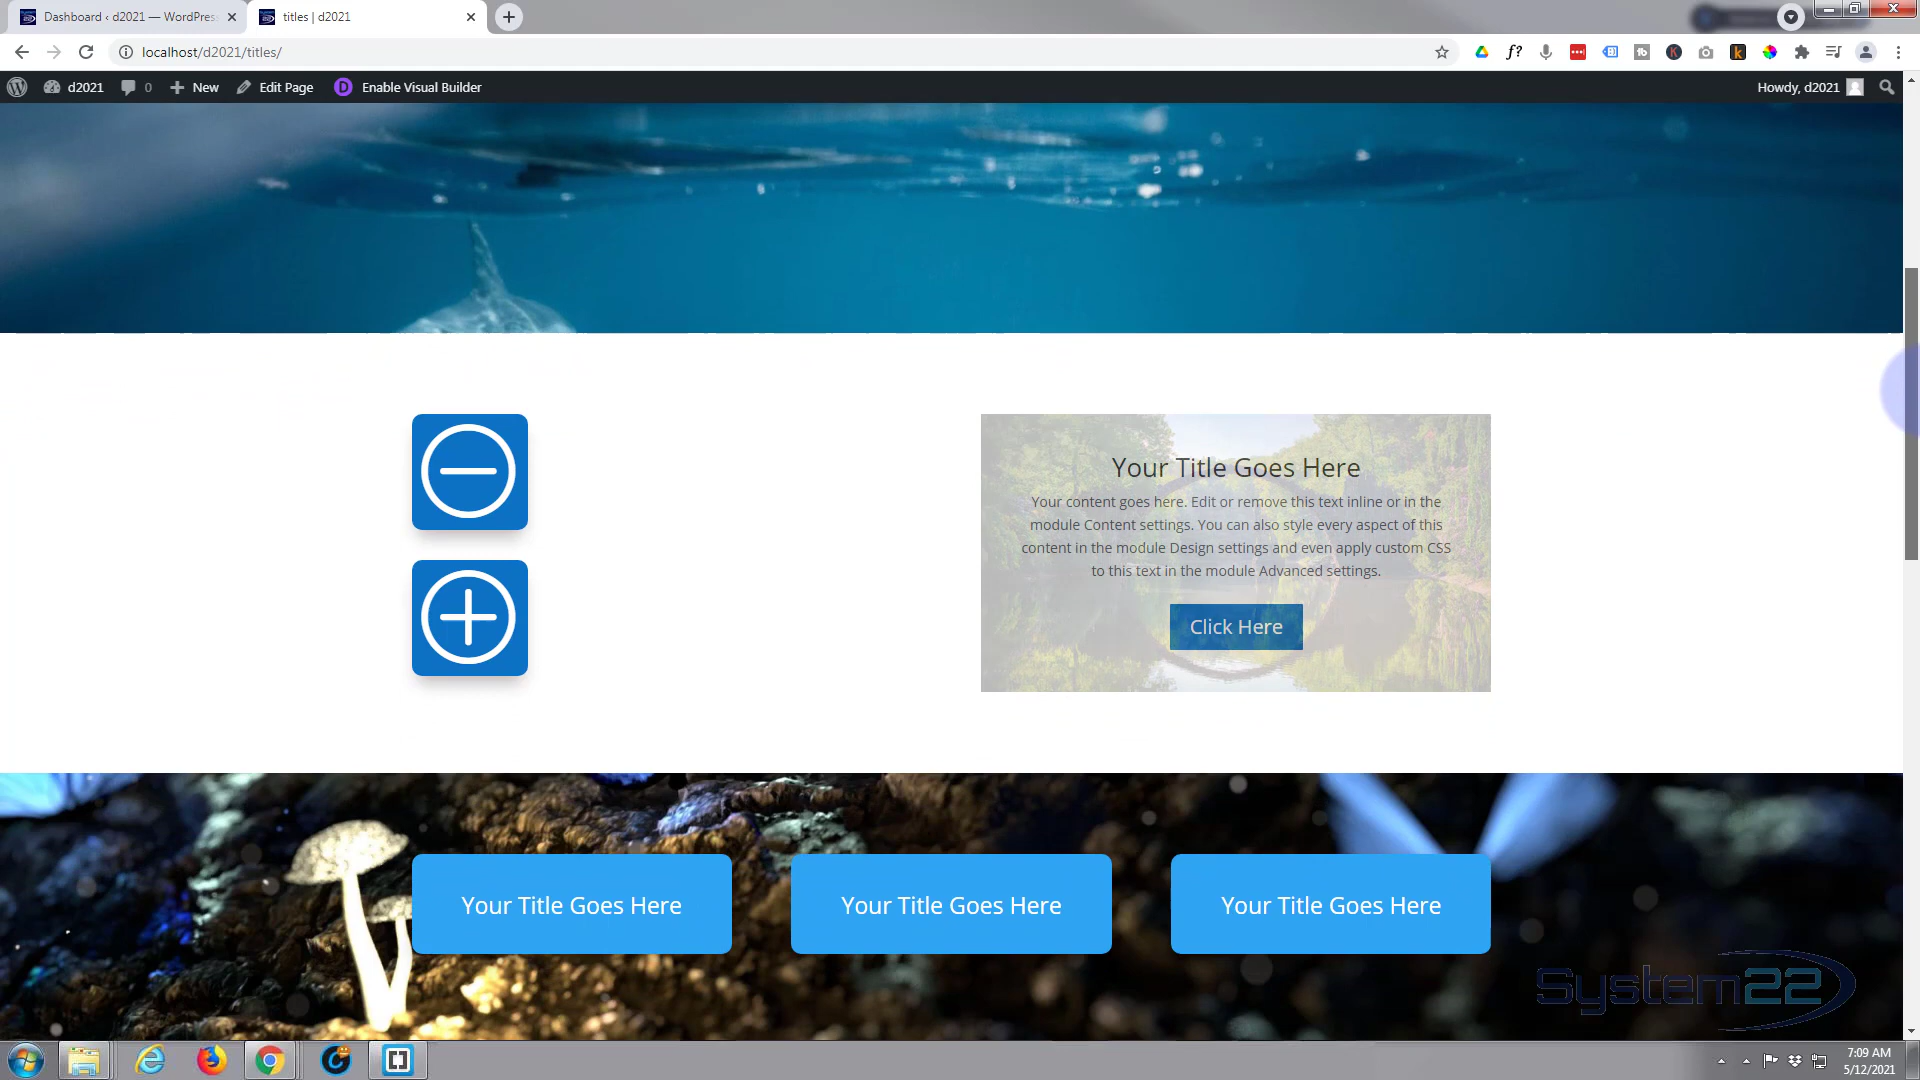 Dashboard ‹ d2021 — WordPres
titles | d2021
localhost/d2021/titles/
f?
d2021
0
New
Edit Page
D
Enable Visual Builder
Howdy, d2021
Your Title Goes Here
Your content goes here. Edit or remove this text inline or in the
module Content settings. You can also style every aspect of this
content in the module Design settings and even apply custom CSS
to this text in the module Advanced settings.
Click Here
Your Title Goes Here
Your Title Goes Here
Your Title Goes Here
System22
7:09 AM
5/12/2021